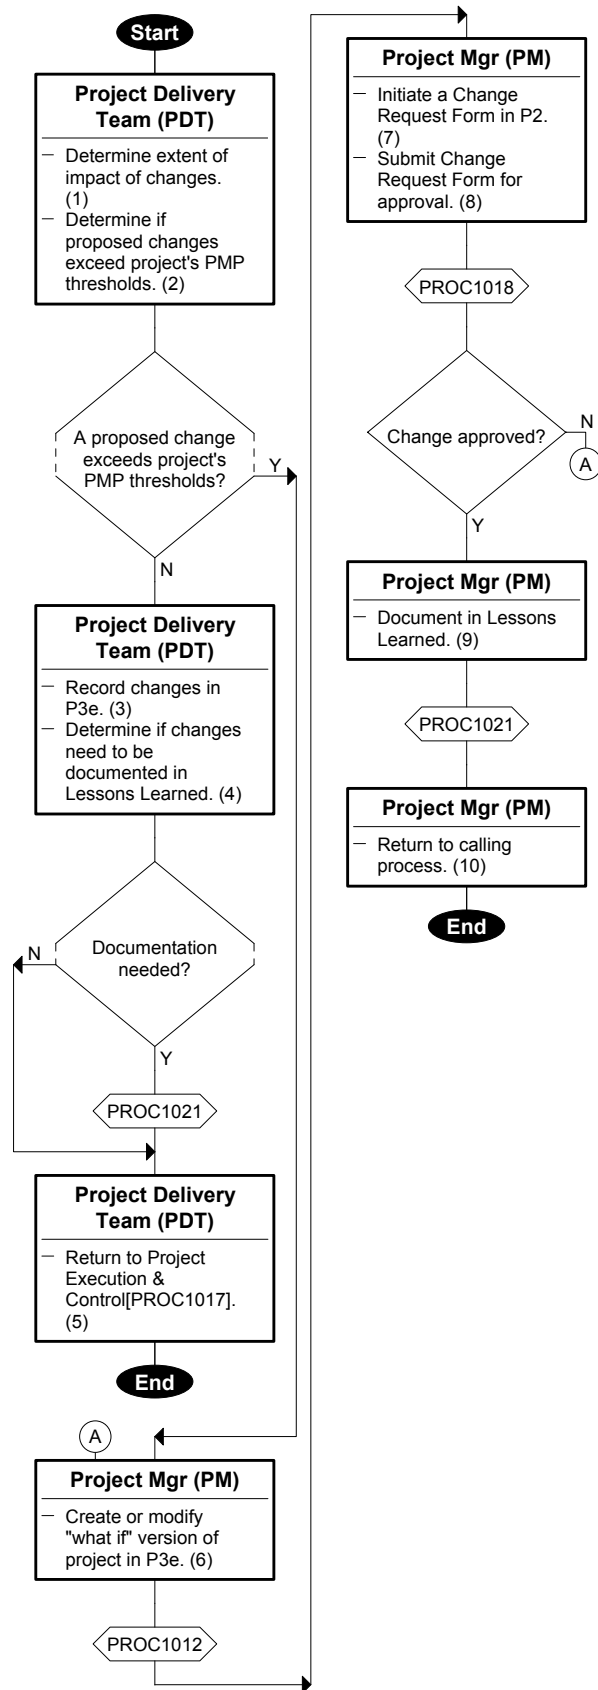 Start
Project Delivery
Team (PDT)
— Determine extent of
impact of changes.
(1)
— Determine if
proposed changes
exceed project's PMP
thresholds. (2)
A proposed change
exceeds project's
PMP thresholds?
Y
N
Project Delivery
Team (PDT)
— Record changes in
P3e. (3)
— Determine if changes
need to be
documented in
Lessons Learned. (4)
Documentation
needed?
N
Y
PROC1021
Project Delivery
Team (PDT)
— Return to Project
Execution &
Control[PROC1017].
(5)
End
A
Project Mgr (PM)
— Create or modify
"what if" version of
project in P3e. (6)
PROC1012
Project Mgr (PM)
— Initiate a Change
Request Form in P2.
(7)
— Submit Change
Request Form for
approval. (8)
PROC1018
Change approved?
N
A
Y
Project Mgr (PM)
— Document in Lessons
Learned. (9)
PROC1021
Project Mgr (PM)
— Return to calling
process. (10)
End